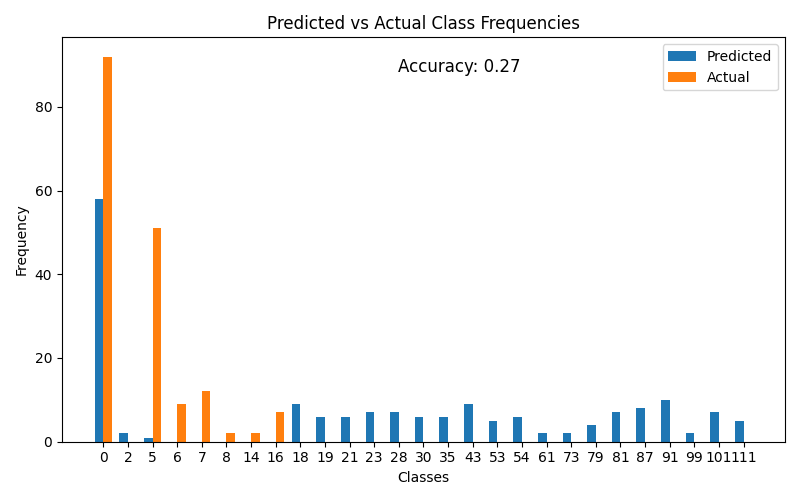 Predicted vs Actual Class Frequencies
Accuracy: 0.27
Predicted
Actual
Frequency
80
60
40
20
0
0 2 5 6 7 8 14 16 18 19 21 23 28 30 35 43 53 54 61 73 79 81 87 91 99 101 111
Classes